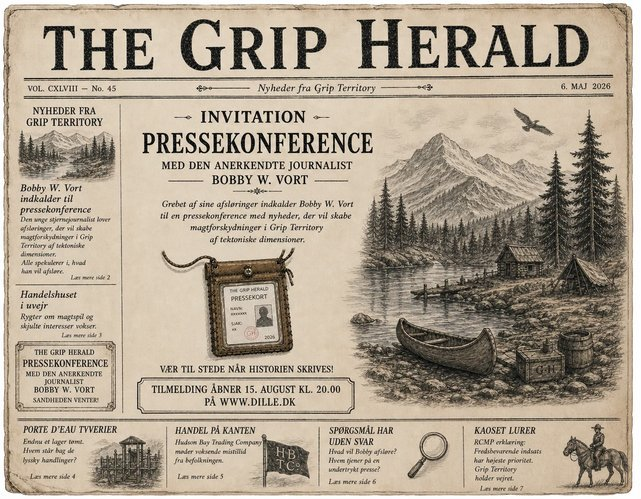 THE GRIP HERALD
VOL. CXLVIII — No. 45
Nyheder fra Grip Territory
6. MAJ 2026
NYHEDER FRA
GRIP TERRITORY
Bobby W. Vort
indkalder til
pressekonference
Den unge stjernejournalist lover
afsløringer, der vil skabe
magtforskydninger i Grip
Territory af tektoniske
dimensioner.
Alle spekulerer i, hvad
han vil afsløre.
Læs mere side 2
Handelshuset
i uvejr
Rygter om magtspil og
skjulte interesser vokser.
Læs mere side 3
THE GRIP HERALD
PRESSEKONFERENCE
MED DEN ANERKENDTE
JOURNALIST
BOBBY W. VORT
SANDHEDEN VENTER!
INVITATION
PRESSEKONFERENCE
MED DEN ANERKENDTE JOURNALIST
BOBBY W. VORT
Grebet af sine afsløringer indkalder Bobby W. Vort
til en pressekonference med nyheder, der vil skabe
magtforskydninger i Grip Territory
af tektoniske dimensioner.
THE GRIP HERALD
PRESSEKORT
NAVN:
XXXXXXX
XX
2026
VÆR TIL STEDE NÅR HISTORIEN SKRIVES!
TILMELDING ÅBNER 15. AUGUST KL. 20.00
PÅ WWW.DILLE.DK
PORTE D'EAU TYVERIER
Endnu et lager tømt.
Hvem står bag de
lyssky handlinger?
Læs mere side 4
HANDEL PÅ KANTEN
Hudson Bay Trading Company
møder voksende mistillid
fra befolkningen.
Læs mere side 5
HB
TC
SPØRGSMÅL HAR
UDEN SVAR
Hvad vil Bobby afsløre?
Hvem tjener på en
undertrykt presse?
Læs mere side 6
KAOSET LURER
RCMP erklæring:
Fredsbevarende indsats
har højeste prioritet.
Grip Territory
holder vejret.
Læs mere side 7